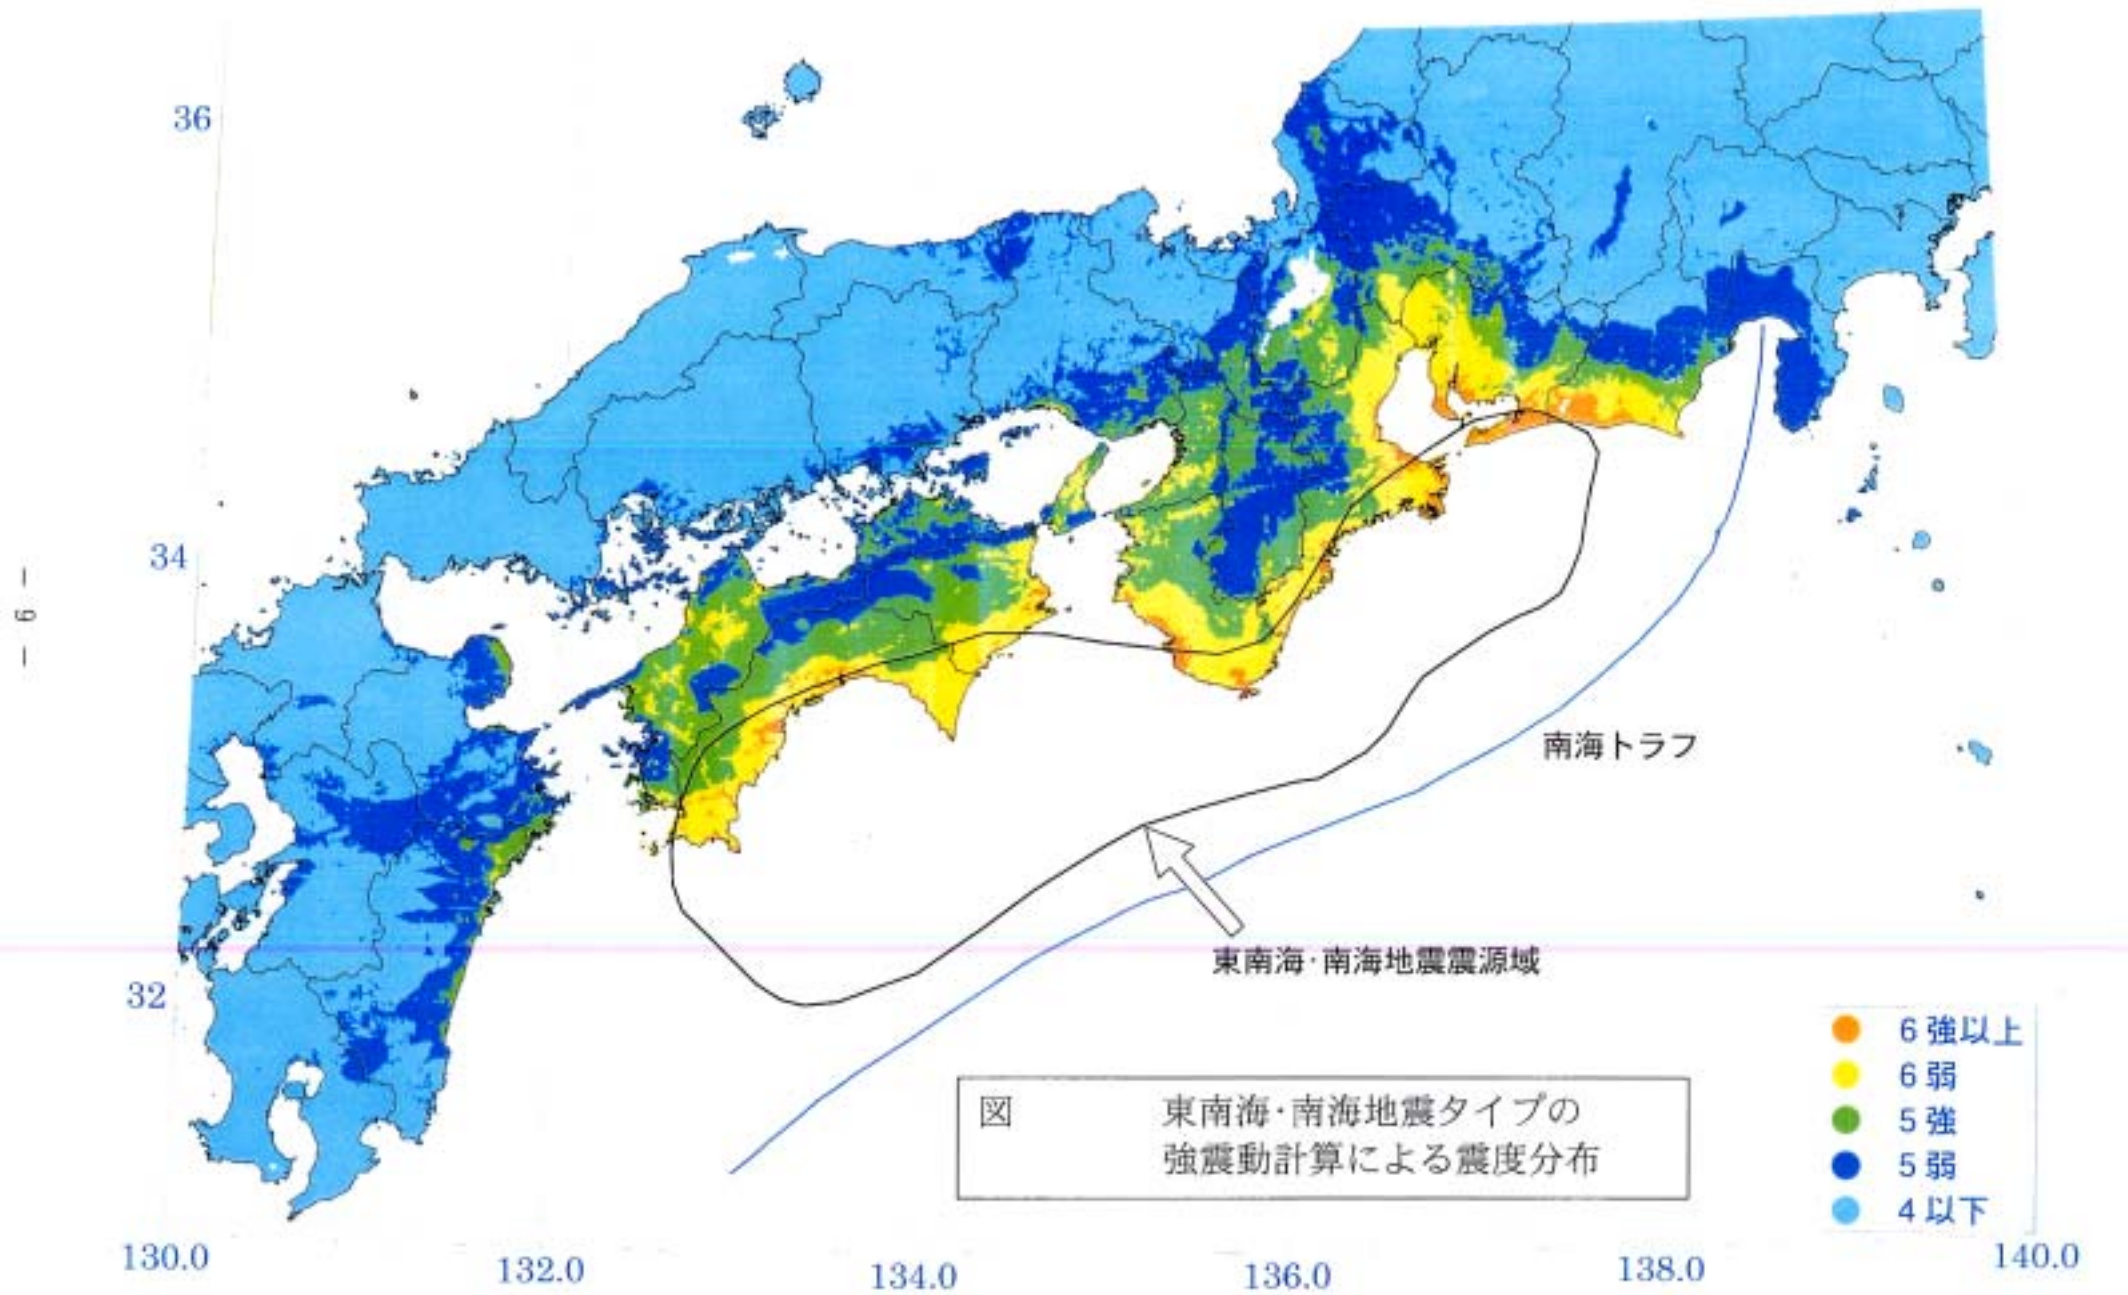 36
34
32
— 9 —
南海トラフ
東南海・南海地震震源域
6 強以上
6 弱
5 強
5 弱
4 以下
図 東南海・南海地震タイプの
強震動計算による震度分布
130.0 132.0 134.0 136.0 138.0 140.0